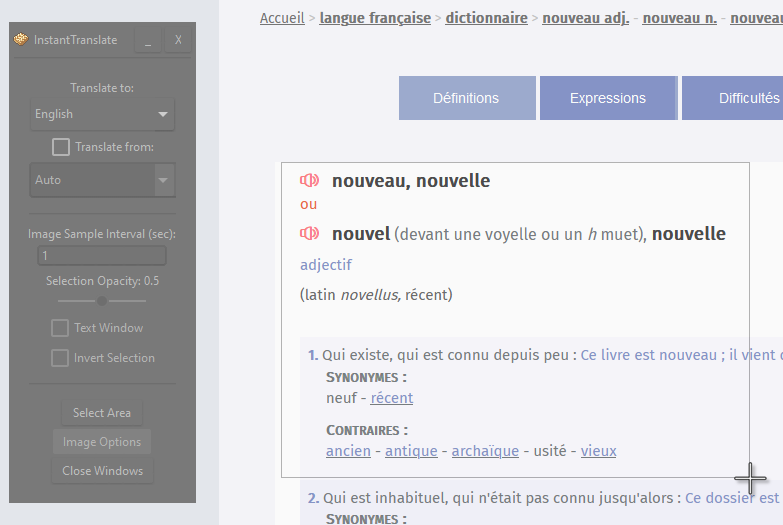 InstantTranslate
_
X
Translate to:
English
Translate from:
Auto
Image Sample Interval (sec):
1
Selection Opacity: 0.5
Text Window
Invert Selection
Select Area
Image Options
Close Windows
Accueil > langue française > dictionnaire > nouveau adj. - nouveau n. - nouveau
Définitions
Expressions
Difficultés
nouveau, nouvelle
ou
nouvel (devant une voyelle ou un h muet), nouvelle
adjectif
(latin novellus, récent)
1. Qui existe, qui est connu depuis peu : Ce livre est nouveau ; il vient
SYNONYMES :
neuf - récent
CONTRAIRES :
ancien - antique - archaïque - usité - vieux
2. Qui est inhabituel, qui n'était pas connu jusqu'alors : Ce dossier est
SYNONYMES :